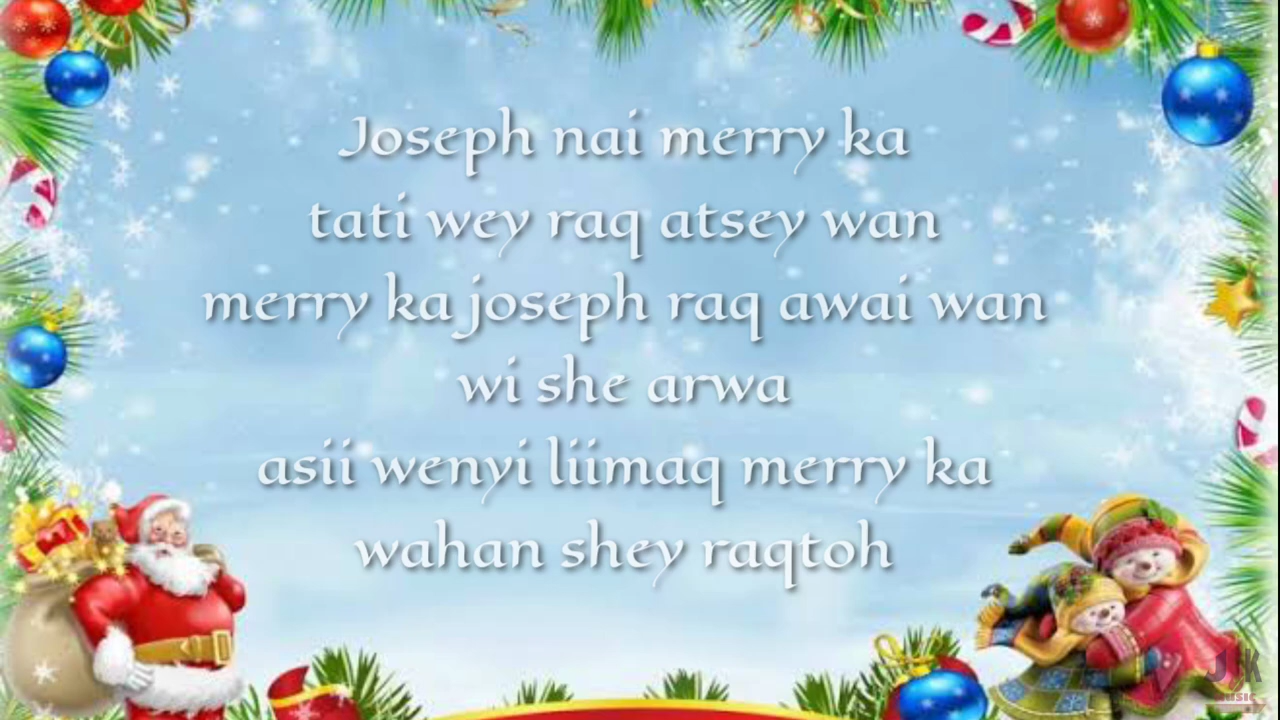 Joseph nai merry ka
tati wey raq atsey wan
merry ka joseph raq awai wan
wi she arwa
asii wenyi liimaq merry ka
wahan shey raqtoh
MUSIC